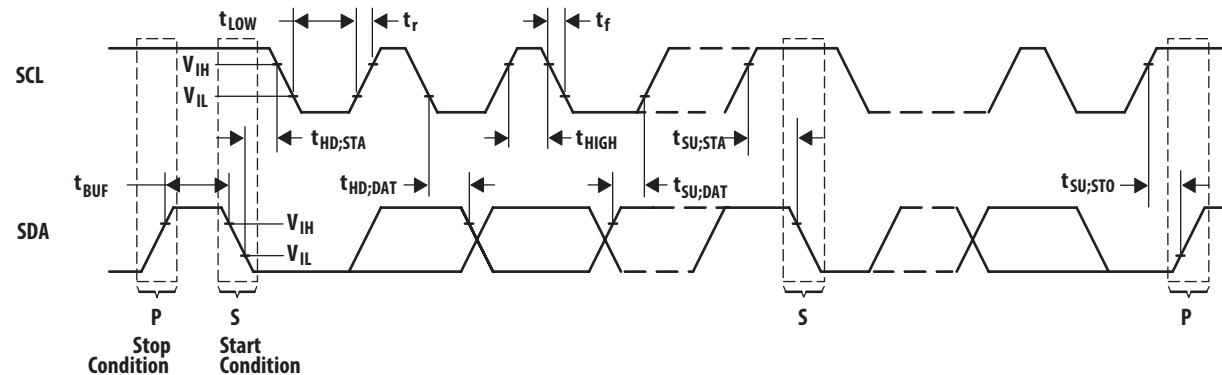 tLOW
tr
tf
SCL
VIH
VIL
tHD;STA
tHIGH
tSU;STA
tBUF
tHD;DAT
tSU;DAT
tSU;STO
SDA
VIH
VIL
P
S
S
P
Stop
Condition
Start
Condition